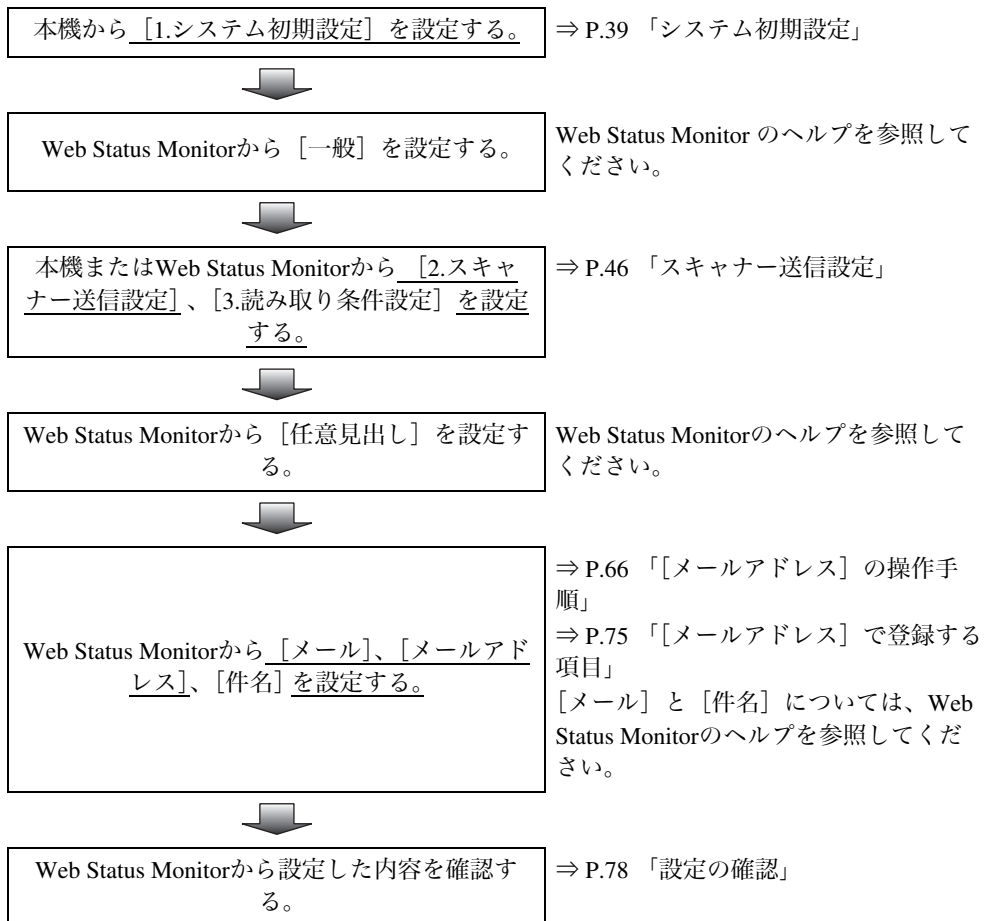 本機から［1.システム初期設定］を設定する。
⇒ P.39 「システム初期設定」
Web Status Monitorから［一般］を設定する。
Web Status Monitor のヘルプを参照して
ください。
本機またはWeb Status Monitorから［2.スキャ
ナー送信設定］、［3.読み取り条件設定］を設定
する。
⇒ P.46 「スキャナー送信設定」
Web Status Monitorから［任意見出し］を設定す
る。
Web Status Monitorのヘルプを参照して
ください。
Web Status Monitorから［メール］、［メールアド
レス］、［件名］を設定する。
⇒ P.66 「［メールアドレス］の操作手
順」
⇒ P.75 「［メールアドレス］で登録する
項目」
［メール］と［件名］については、Web
Status Monitorのヘルプを参照してくだ
さい。
Web Status Monitorから設定した内容を確認す
る。
⇒ P.78 「設定の確認」